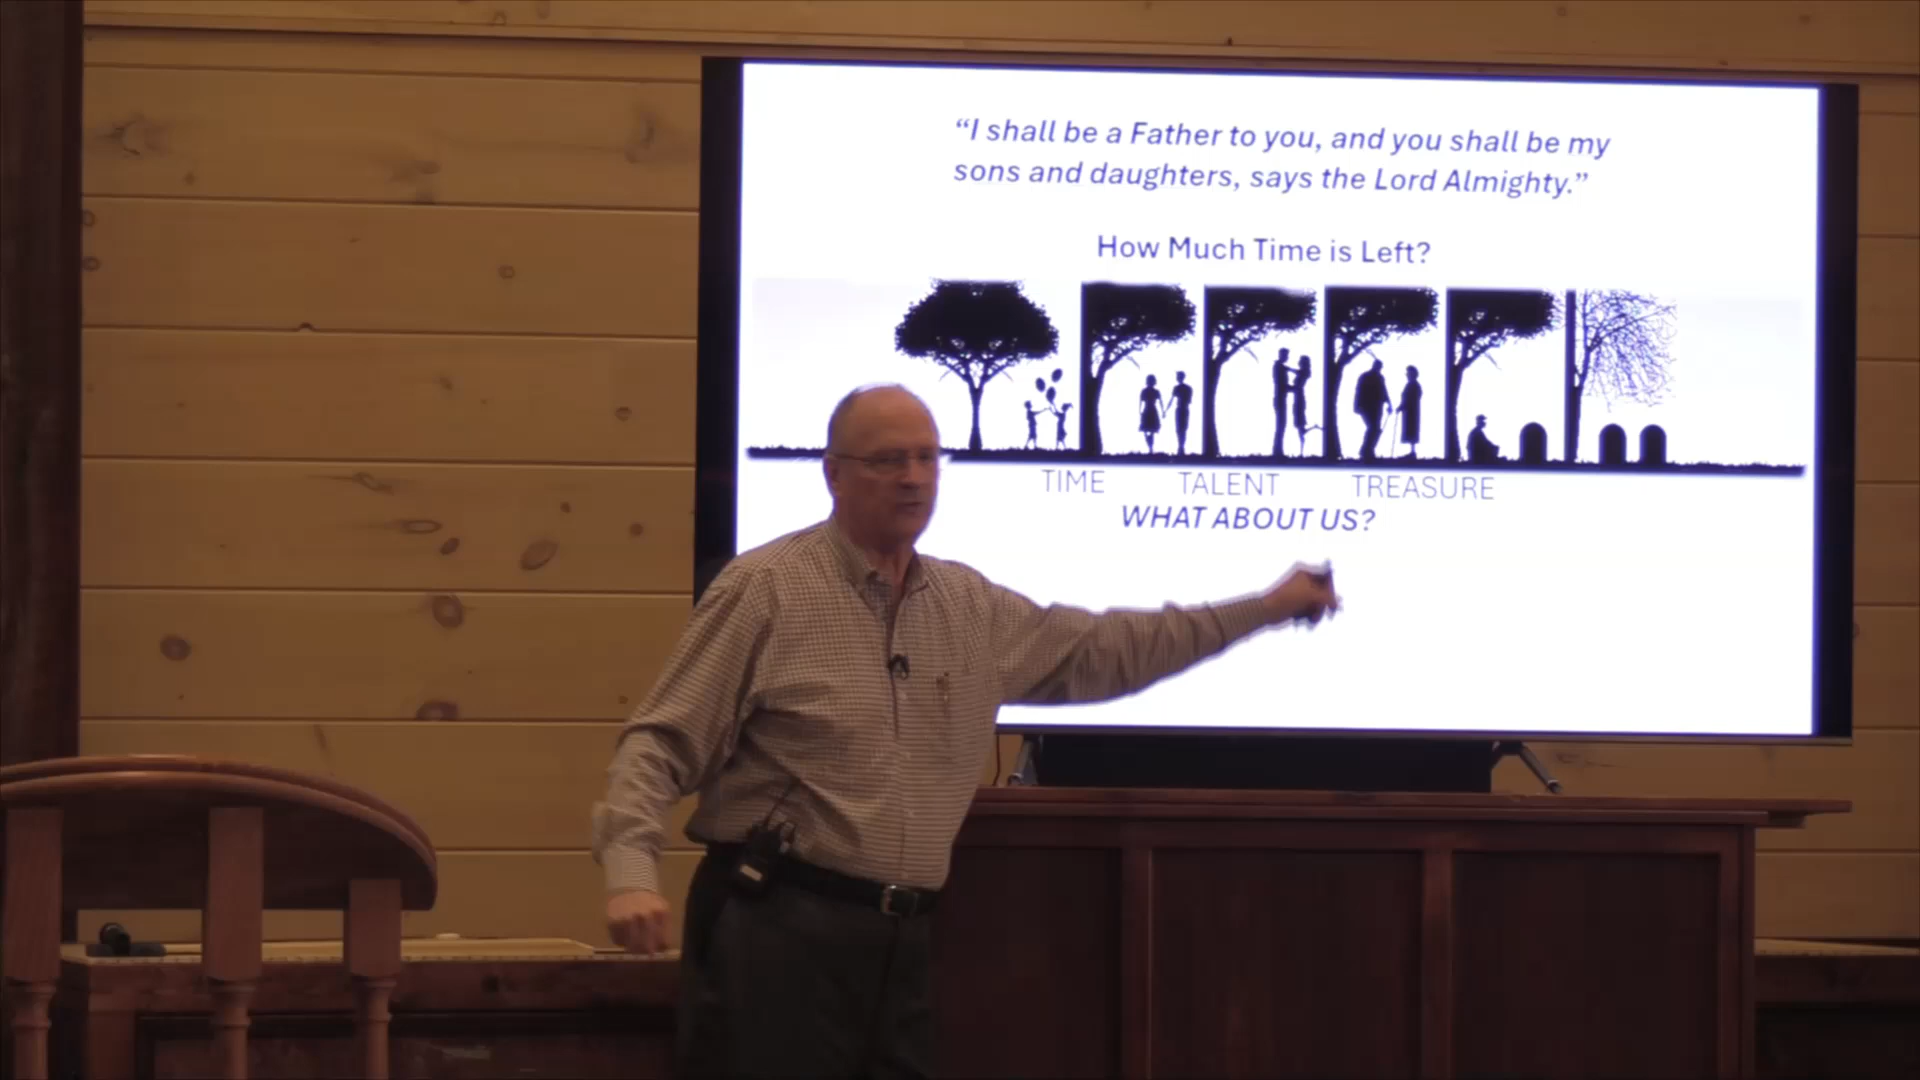 “I shall be a Father to you, and you shall be my
sons and daughters, says the Lord Almighty.”
How Much Time is Left?
TIME TALENT TREASURE
WHAT ABOUT US?